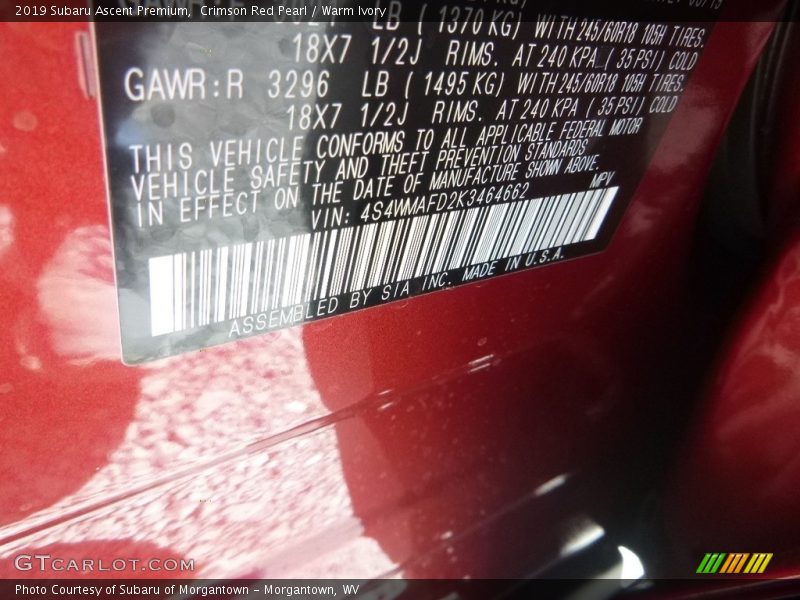 2019 Subaru Ascent Premium,  Crimson Red Pearl / Warm Ivory
LB ( 1370 KG) WITH 245/60R18 105H TIRES.
18X7 1/2J RIMS. AT 240 KPA ( 35 PSI) COLD
GAWR:R 3296 LB ( 1495 KG) WITH 245/60R18 105H TIRES.
18X7 1/2J RIMS. AT 240 KPA ( 35 PSI) COLD
THIS VEHICLE CONFORMS TO ALL APPLICABLE FEDERAL MOTOR
VEHICLE SAFETY AND THEFT PREVENTION STANDARDS
IN EFFECT ON THE DATE OF MANUFACTURE SHOWN ABOVE.
VIN: 4S4WMAFD2K3464662 MPV
ASSEMBLED BY SIA INC. MADE IN U.S.A.
GTCARLOT.COM
Photo Courtesy of Subaru of Morgantown - Morgantown, WV